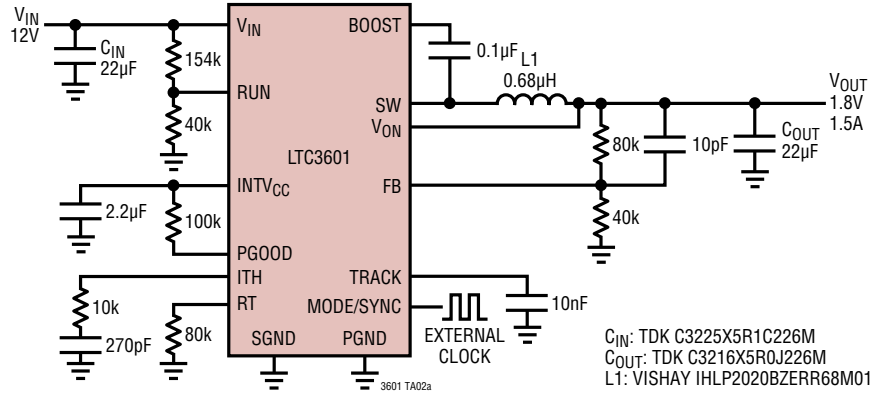 VIN
12V
CIN
22µF
154k
40k
VIN
RUN
BOOST
0.1µF
L1
0.68µH
SW
VON
VOUT
1.8V
1.5A
80k
10pF
COUT
22µF
LTC3601
INTVCC
FB
2.2µF
100k
40k
PGOOD
ITH
RT
TRACK
MODE/SYNC
10nF
EXTERNAL
CLOCK
10k
270pF
80k
SGND
PGND
3601 TA02a
CIN: TDK C3225X5R1C226M
COUT: TDK C3216X5R0J226M
L1: VISHAY IHLP2020BZERR68M01